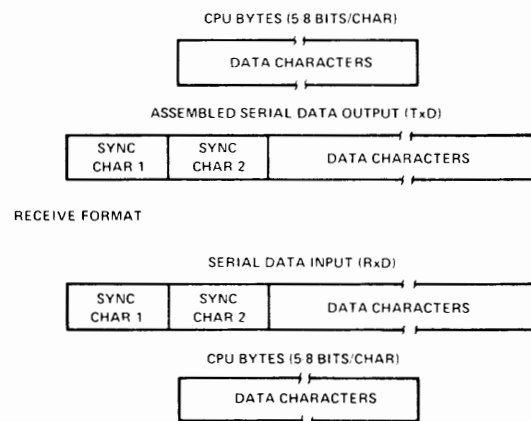 CPU BYTES (5 8 BITS/CHAR)
DATA CHARACTERS
ASSEMBLED SERIAL DATA OUTPUT (TxD)
SYNC CHAR 1
SYNC CHAR 2
DATA CHARACTERS
RECEIVE FORMAT
SERIAL DATA INPUT (RxD)
SYNC CHAR 1
SYNC CHAR 2
DATA CHARACTERS
CPU BYTES (5 8 BITS/CHAR)
DATA CHARACTERS